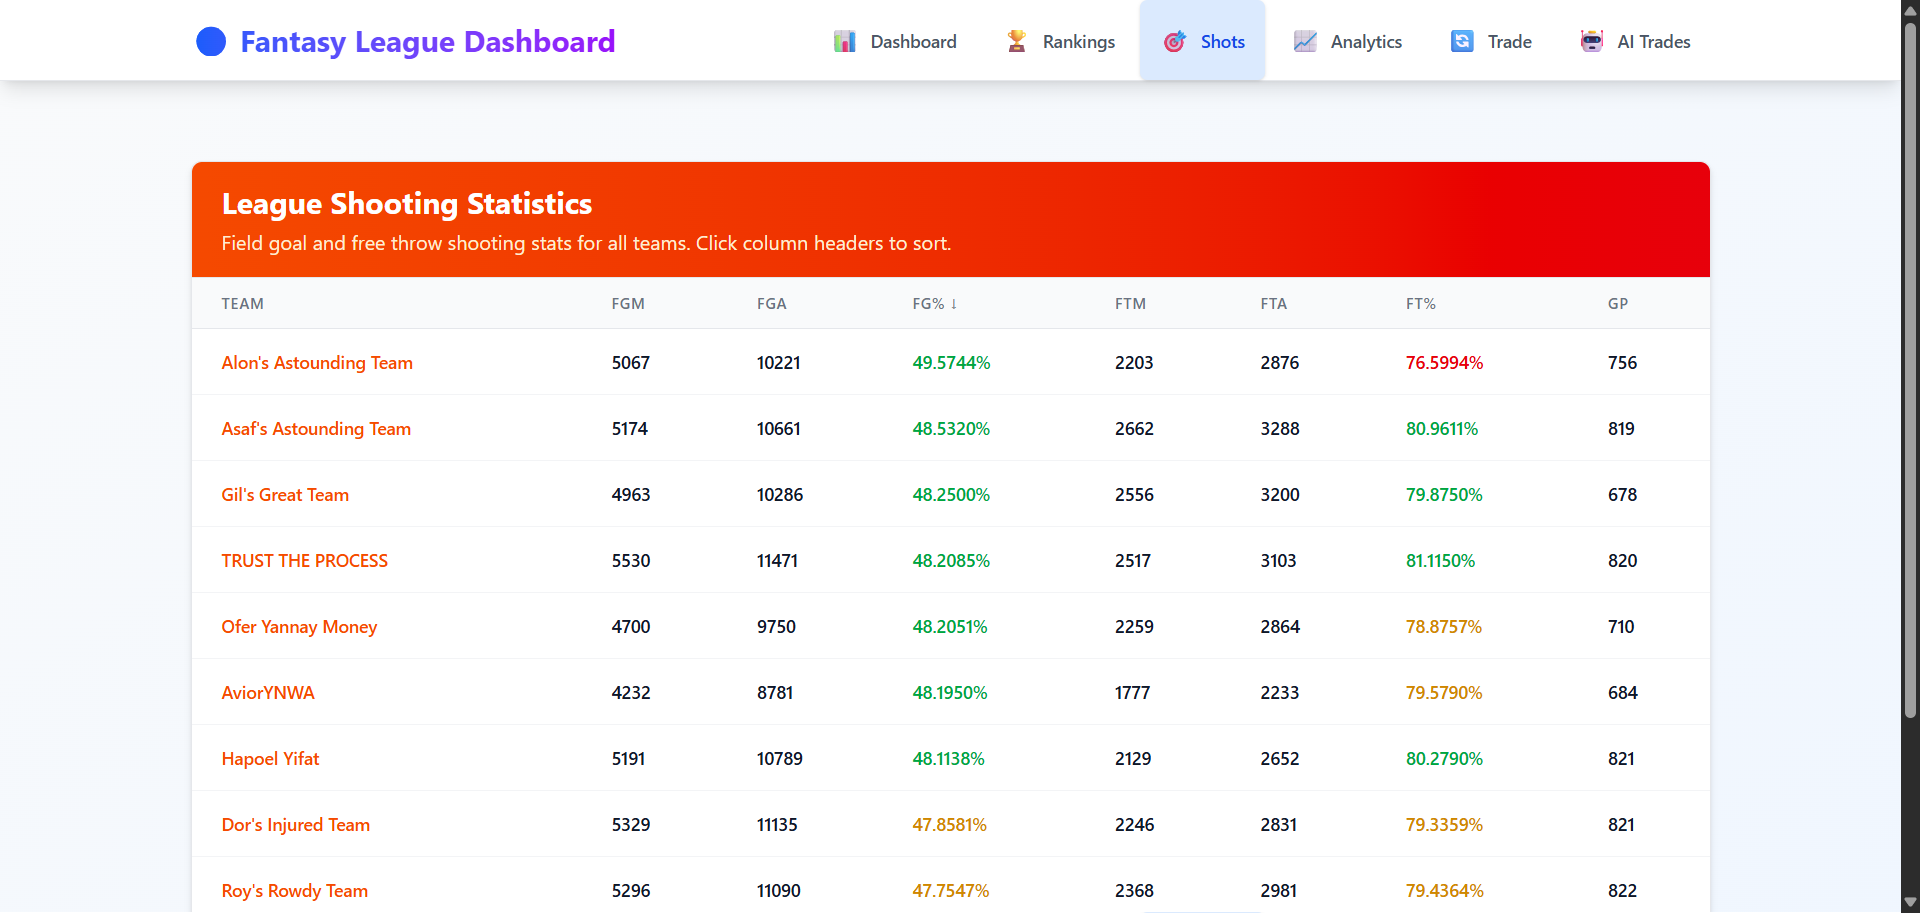 Fantasy League Dashboard
Dashboard
Rankings
Shots
Analytics
Trade
AI Trades
League Shooting Statistics
Field goal and free throw shooting stats for all teams. Click column headers to sort.
TEAM FGM FGA FG% ↓ FTM FTA FT% GP
Alon's Astounding Team 5067 10221 49.5744% 2203 2876 76.5994% 756
Asaf's Astounding Team 5174 10661 48.5320% 2662 3288 80.9611% 819
Gil's Great Team 4963 10286 48.2500% 2556 3200 79.8750% 678
TRUST THE PROCESS 5530 11471 48.2085% 2517 3103 81.1150% 820
Ofer Yannay Money 4700 9750 48.2051% 2259 2864 78.8757% 710
AviorYNWA 4232 8781 48.1950% 1777 2233 79.5790% 684
Hapoel Yifat 5191 10789 48.1138% 2129 2652 80.2790% 821
Dor's Injured Team 5329 11135 47.8581% 2246 2831 79.3359% 821
Roy's Rowdy Team 5296 11090 47.7547% 2368 2981 79.4364% 822